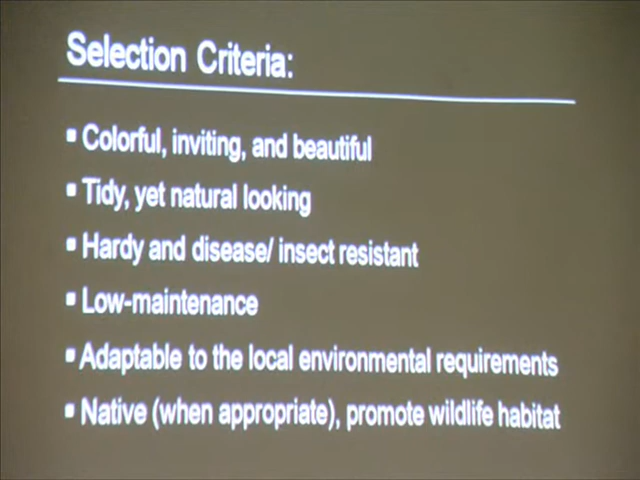 Selection Criteria:
▪ Colorful, inviting, and beautiful
▪ Tidy, yet natural looking
▪ Hardy and disease/ insect resistant
▪ Low-maintenance
▪ Adaptable to the local environmental requirements
▪ Native (when appropriate), promote wildlife habitat